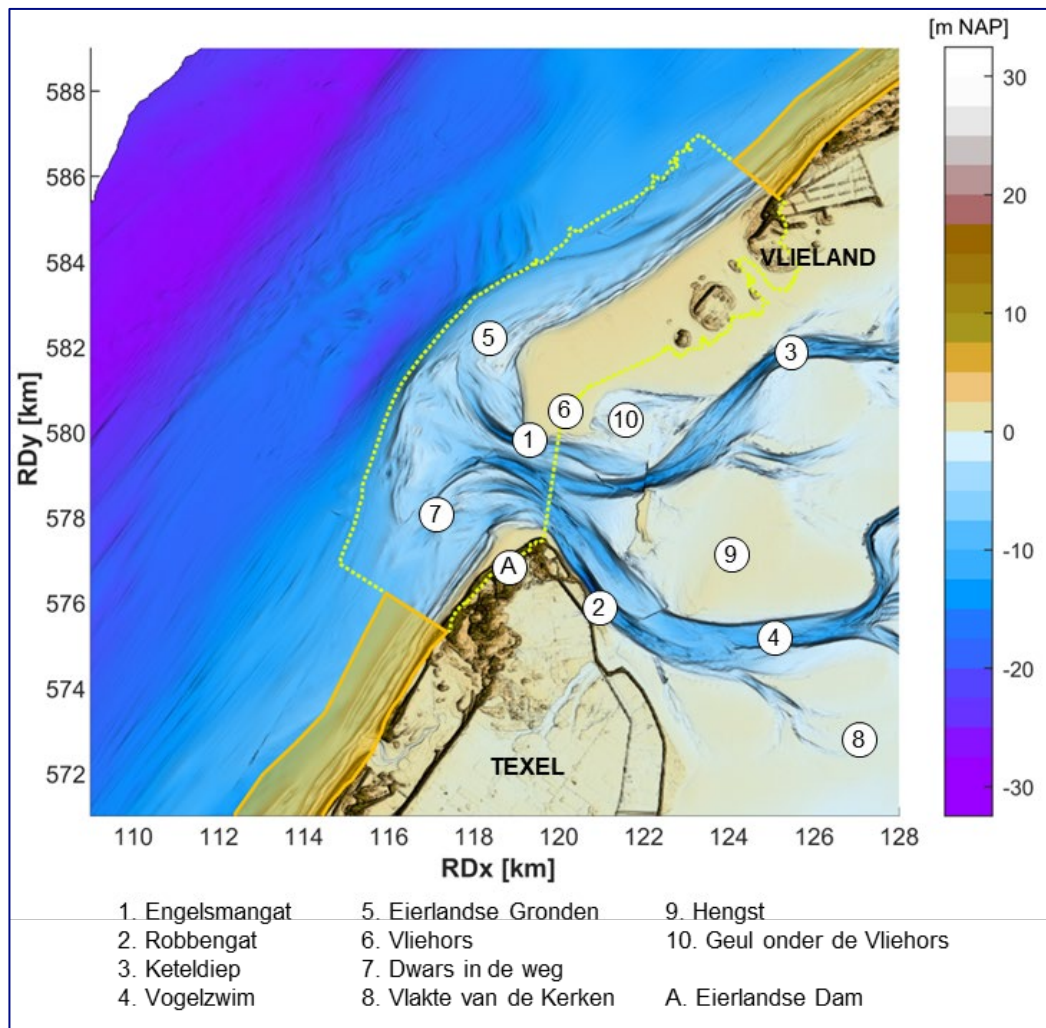 [m NAP]
588
586
584
582
580
578
576
574
572
RDy [km]
110
112
114
116
118
120
122
124
126
128
RDx [km]
30
20
10
0
-10
-20
-30
VLIELAND
TEXEL
5
3
6
10
1
7
9
A
2
4
8
1. Engelsmangat
2. Robbengat
3. Keteldiep
4. Vogelzwim
5. Eierlandse Gronden
6. Vliehors
7. Dwars in de weg
8. Vlakte van de Kerken
9. Hengst
10. Geul onder de Vliehors
A. Eierlandse Dam